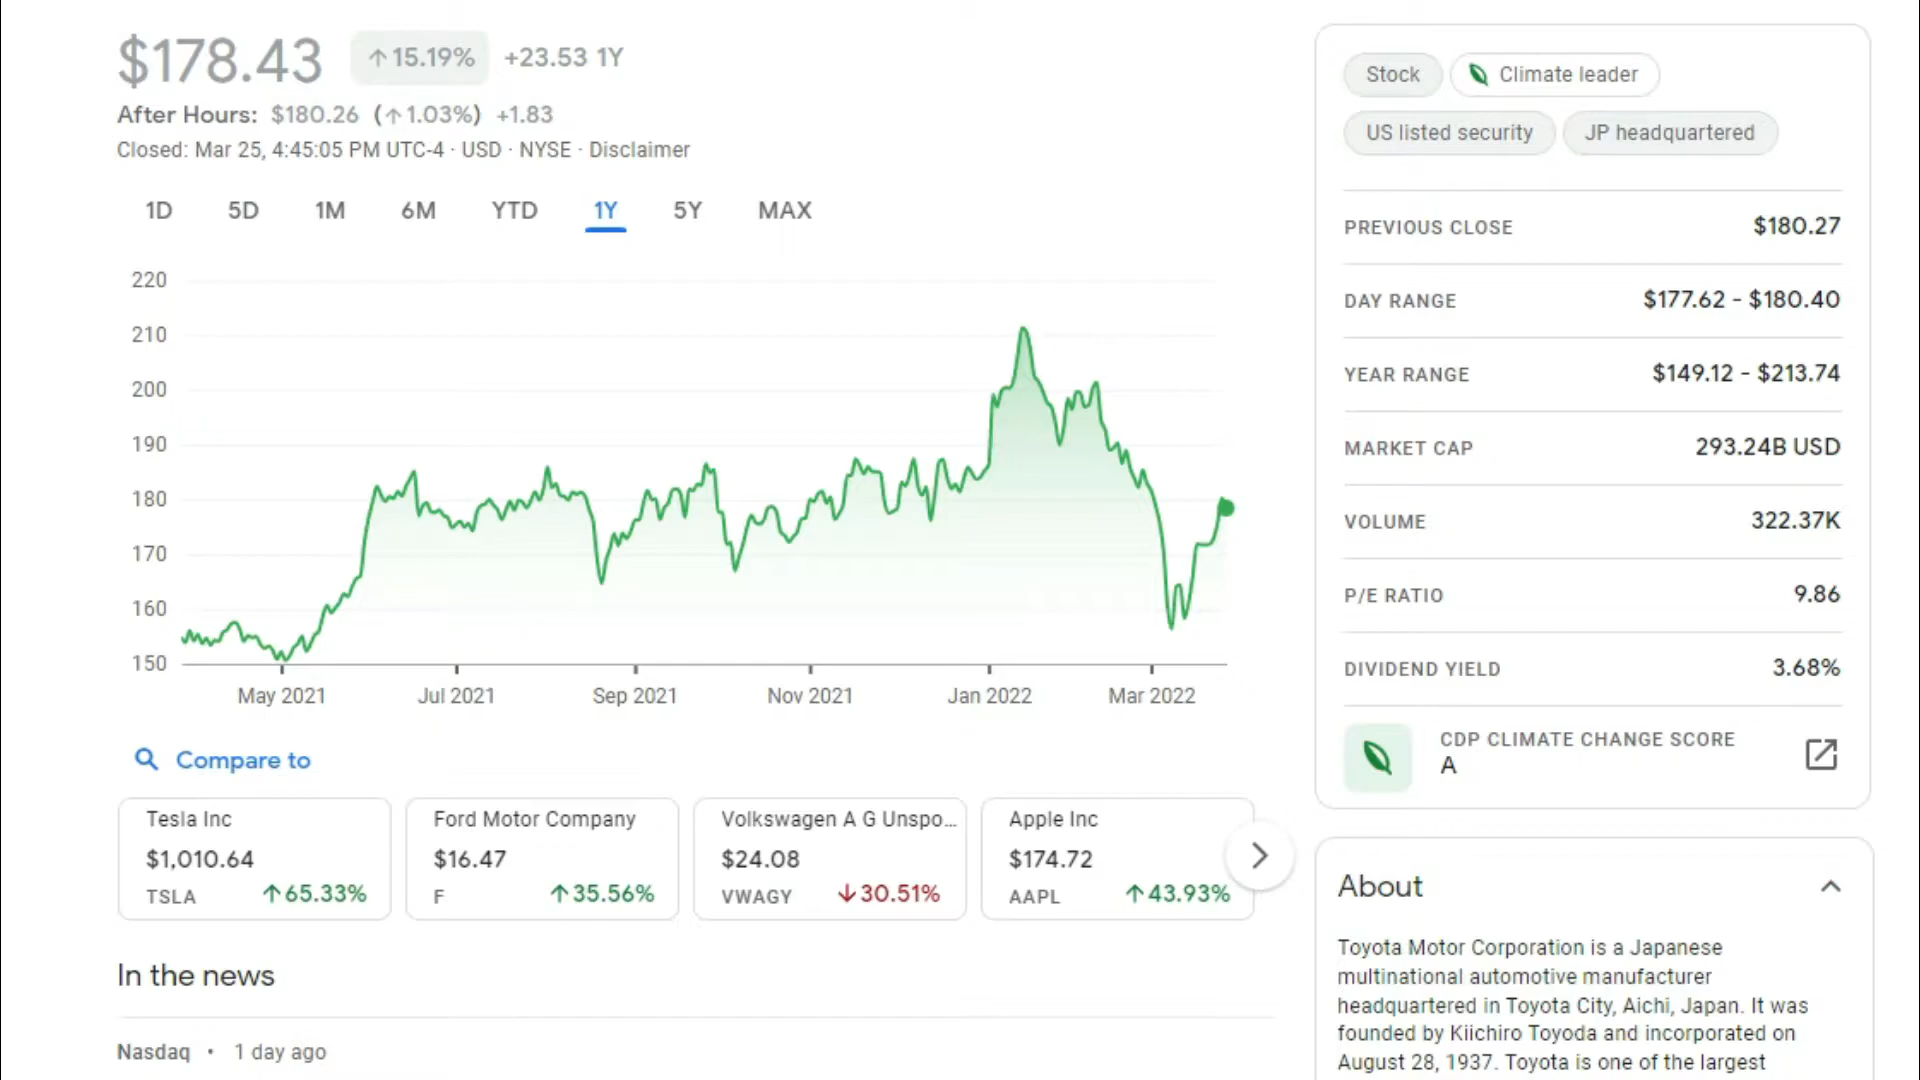 $178.43 ↑15.19% +23.53 1Y
After Hours: $180.26 (↑1.03%) +1.83
Closed: Mar 25, 4:45:05 PM UTC-4 · USD · NYSE · Disclaimer
1D 5D 1M 6M YTD 1Y 5Y MAX
220
210
200
190
180
170
160
150
May 2021 Jul 2021 Sep 2021 Nov 2021 Jan 2022 Mar 2022
Compare to
Tesla Inc
$1,010.64
TSLA ↑65.33%
Ford Motor Company
$16.47
F ↑35.56%
Volkswagen A G Unspo...
$24.08
VWAGY ↓30.51%
Apple Inc
$174.72
AAPL ↑43.93%
In the news
Nasdaq • 1 day ago
Stock Climate leader
US listed security JP headquartered
PREVIOUS CLOSE $180.27
DAY RANGE $177.62 - $180.40
YEAR RANGE $149.12 - $213.74
MARKET CAP 293.24B USD
VOLUME 322.37K
P/E RATIO 9.86
DIVIDEND YIELD 3.68%
CDP CLIMATE CHANGE SCORE
A
About
Toyota Motor Corporation is a Japanese
multinational automotive manufacturer
headquartered in Toyota City, Aichi, Japan. It was
founded by Kiichiro Toyoda and incorporated on
August 28, 1937. Toyota is one of the largest